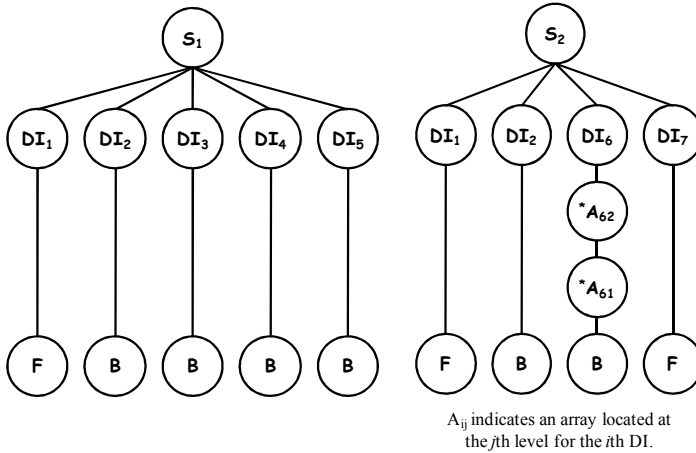 S1 S2
DI1 DI2 DI3 DI4 DI5 DI1 DI2 DI6 DI7
*A62
*A61
F B B B B F B B F
Aij indicates an array located at
the jth level for the ith DI.